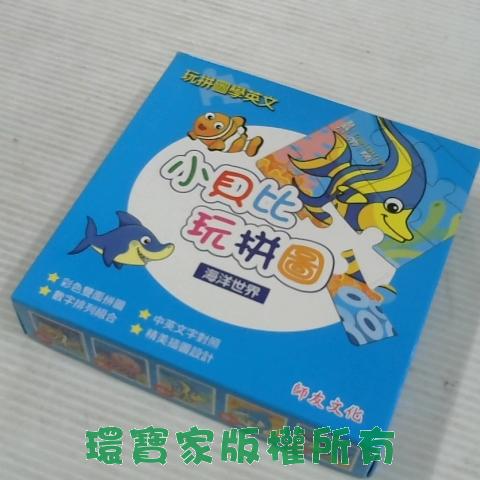 玩拼圖學英文
小貝比
玩拼圖
海洋世界
★彩色雙面拼圖
★數字排列組合
★中英文字對照
★精美插圖設計
師友文化
環寶家版權所有